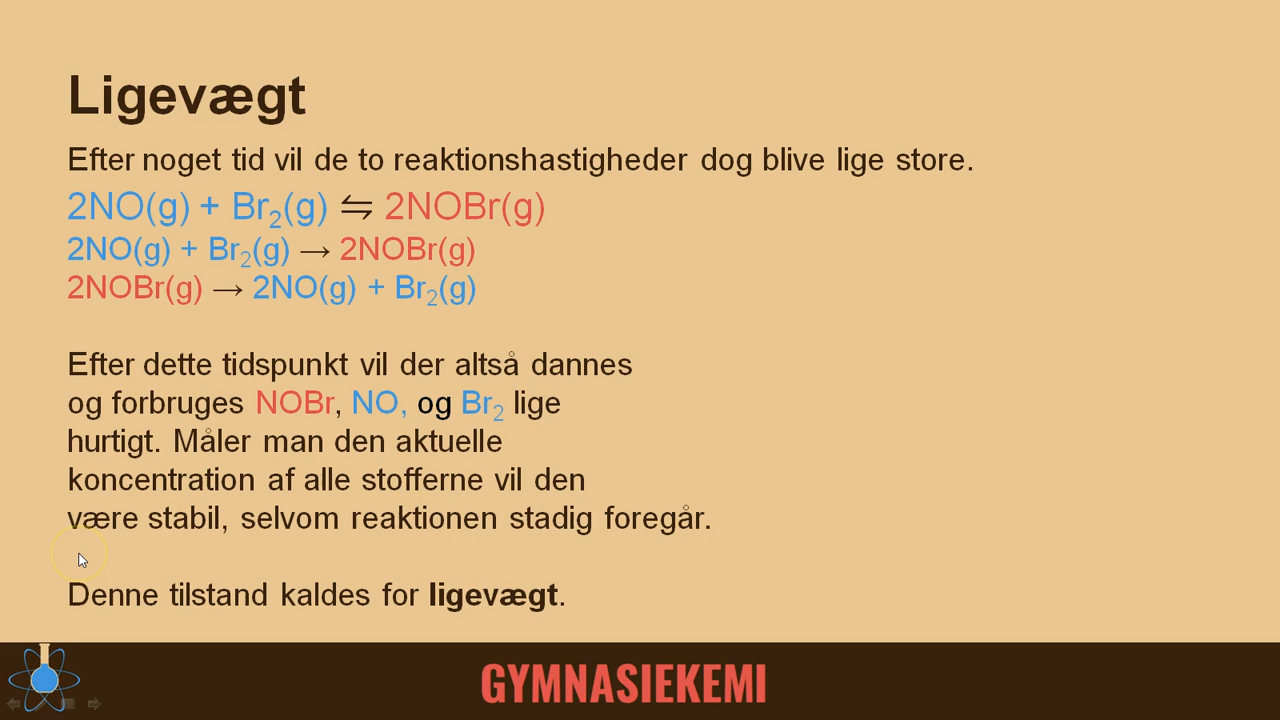 Ligevægt
Efter noget tid vil de to reaktionshastigheder dog blive lige store.
2NO(g) + Br₂(g) ⇋ 2NOBr(g)
2NO(g) + Br₂(g) → 2NOBr(g)
2NOBr(g) → 2NO(g) + Br₂(g)
Efter dette tidspunkt vil der altså dannes
og forbruges NOBr, NO, og Br₂ lige
hurtigt. Måler man den aktuelle
koncentration af alle stofferne vil den
være stabil, selvom reaktionen stadig foregår.
Denne tilstand kaldes for ligevægt.
GYMNASIEKEMI